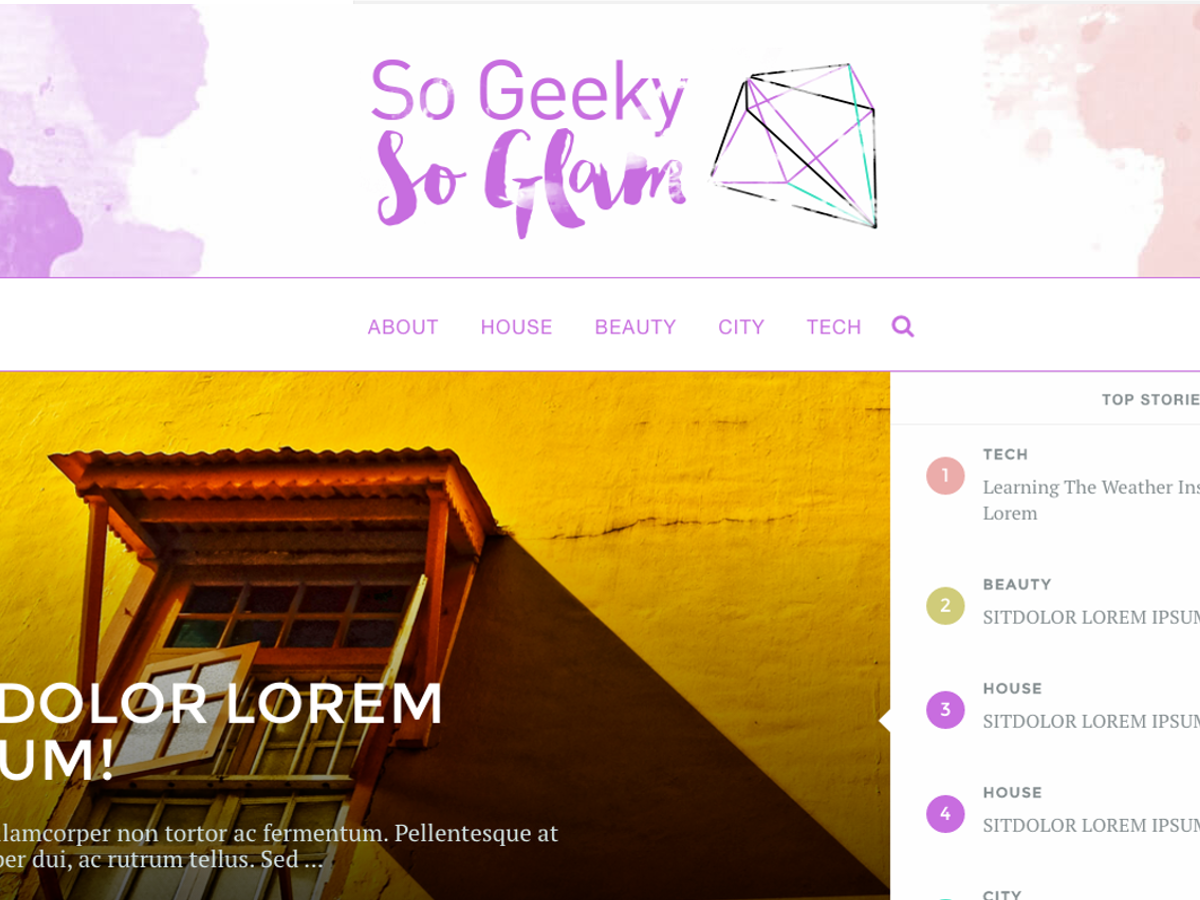 So Geeky
So Glam
ABOUT HOUSE BEAUTY CITY TECH
DOLOR LOREM
UM!
llamcorper non tortor ac fermentum. Pellentesque at
per dui, ac rutrum tellus. Sed ...
TOP STORIE
1 TECH
Learning The Weather Ins
Lorem
2 BEAUTY
SITDOLOR LOREM IPSUM
3 HOUSE
SITDOLOR LOREM IPSUM
4 HOUSE
SITDOLOR LOREM IPSUM
CITY